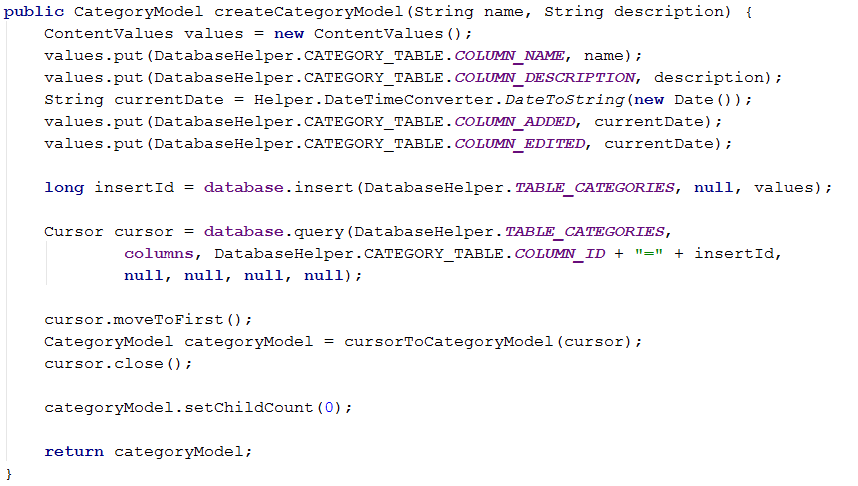 public CategoryModel createCategoryModel(String name, String description) {
    ContentValues values = new ContentValues();
    values.put(DatabaseHelper.CATEGORY_TABLE.COLUMN_NAME, name);
    values.put(DatabaseHelper.CATEGORY_TABLE.COLUMN_DESCRIPTION, description);
    String currentDate = Helper.DateTimeConverter.DateToString(new Date());
    values.put(DatabaseHelper.CATEGORY_TABLE.COLUMN_ADDED, currentDate);
    values.put(DatabaseHelper.CATEGORY_TABLE.COLUMN_EDITED, currentDate);

    long insertId = database.insert(DatabaseHelper.TABLE_CATEGORIES, null, values);

    Cursor cursor = database.query(DatabaseHelper.TABLE_CATEGORIES,
            columns, DatabaseHelper.CATEGORY_TABLE.COLUMN_ID + "=" + insertId,
            null, null, null, null);

    cursor.moveToFirst();
    CategoryModel categoryModel = cursorToCategoryModel(cursor);
    cursor.close();

    categoryModel.setChildCount(0);

    return categoryModel;
}